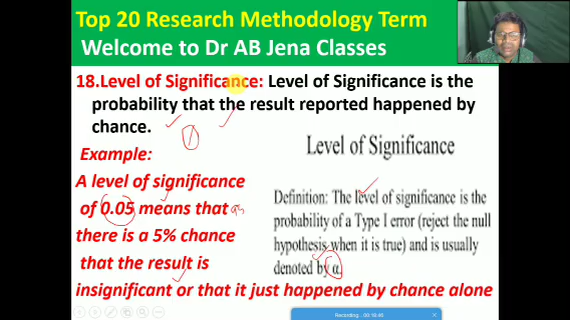 Top 20 Research Methodology Term
Welcome to Dr AB Jena Classes
18.Level of Significance: Level of Significance is the
probability that the result reported happened by
chance.
Example:
A level of significance
of 0.05 means that
there is a 5% chance
that the result is
insignificant or that it just happened by chance alone
Level of Significance
Definition: The level of significance is the
probability of a Type I error (reject the null
hypothesis when it is true) and is usually
denoted by α.
Recording... 00:18:46